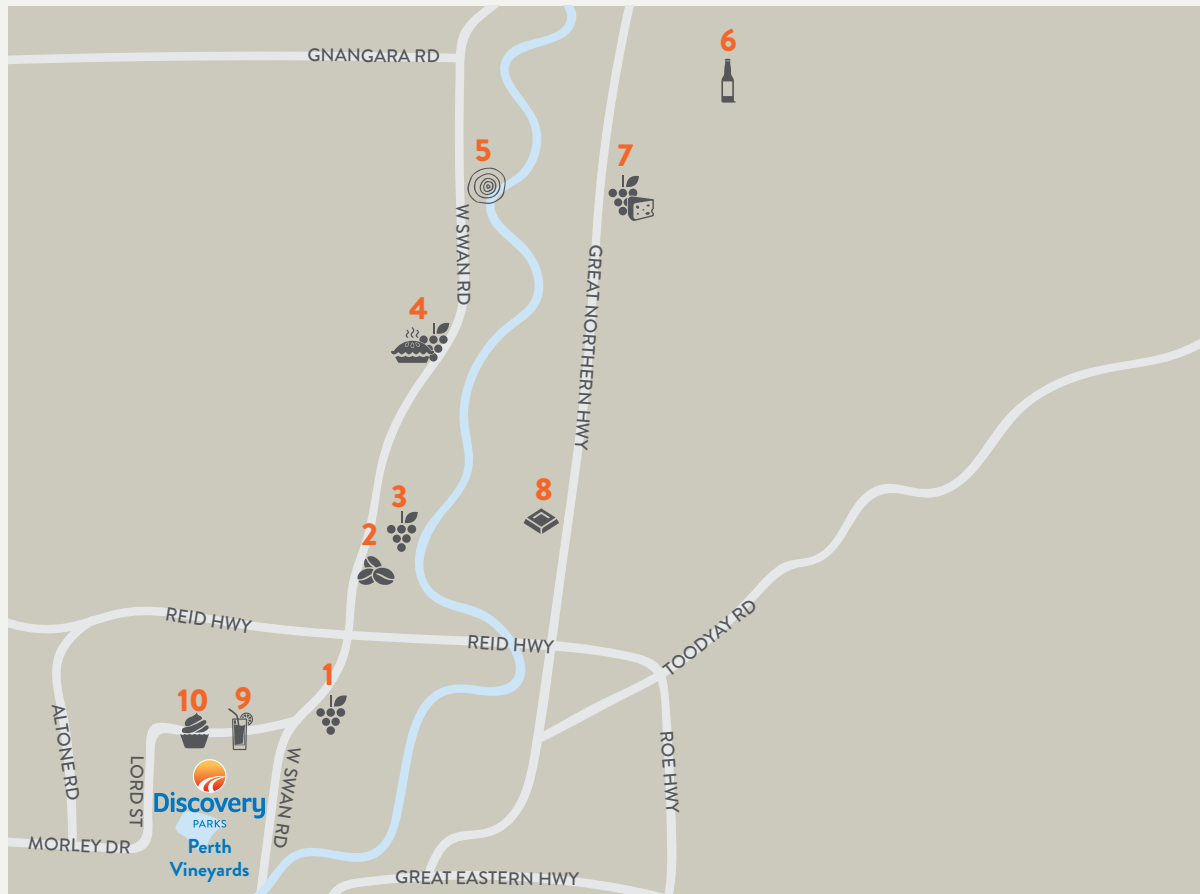 6
GNANGARA RD
5
7
W SWAN RD
GREAT NORTHERN HWY
4
8
3
2
TOODYAY RD
REID HWY
REID HWY
1
10
9
ALTONE RD
LORD ST
W SWAN RD
ROE HWY
Discovery
PARKS
Perth
Vineyards
MORLEY DR
GREAT EASTERN HWY